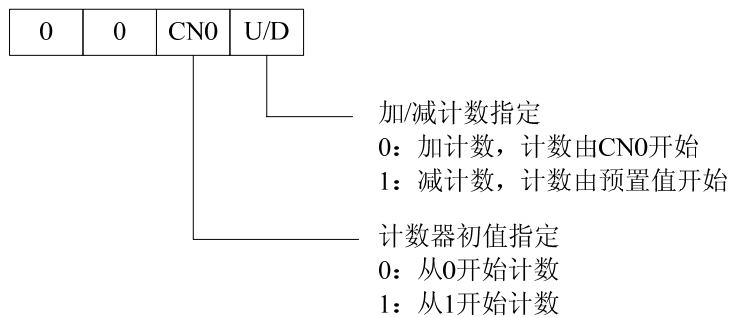 0 0 CN0 U/D
加/减计数指定
0：加计数，计数由CN0开始
1：减计数，计数由预置值开始
计数器初值指定
0：从0开始计数
1：从1开始计数